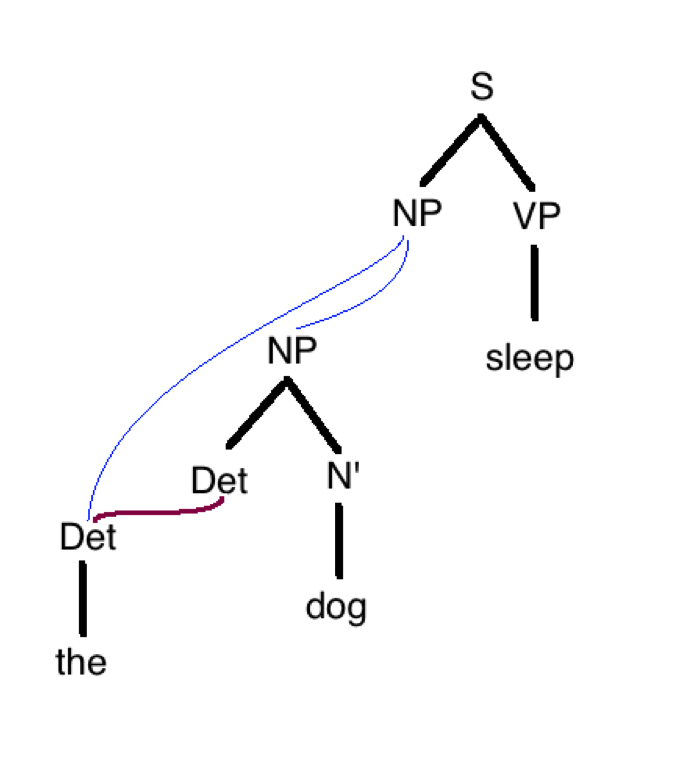 S
NP VP
NP sleep
Det N'
Det
dog
the